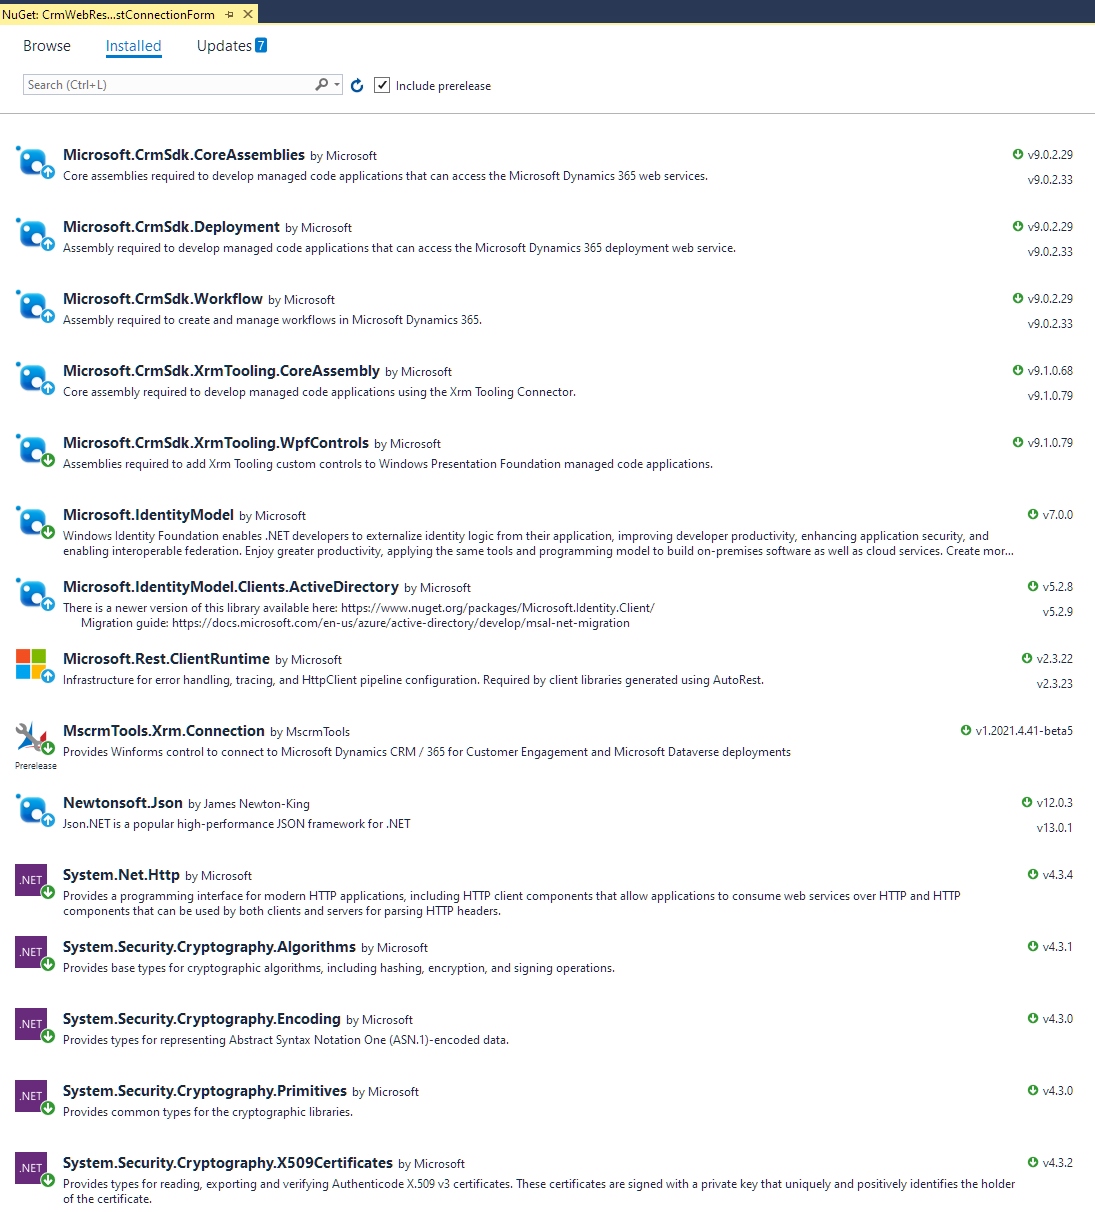 NuGet: CrmWebRes...stConnectionForm
Browse Installed Updates 7
Search (Ctrl+L) Include prerelease
Microsoft.CrmSdk.CoreAssemblies by Microsoft v9.0.2.29
Core assemblies required to develop managed code applications that can access the Microsoft Dynamics 365 web services. v9.0.2.33
Microsoft.CrmSdk.Deployment by Microsoft v9.0.2.29
Assembly required to develop managed code applications that can access the Microsoft Dynamics 365 deployment web service. v9.0.2.33
Microsoft.CrmSdk.Workflow by Microsoft v9.0.2.29
Assembly required to create and manage workflows in Microsoft Dynamics 365. v9.0.2.33
Microsoft.CrmSdk.XrmTooling.CoreAssembly by Microsoft v9.1.0.68
Core assembly required to develop managed code applications using the Xrm Tooling Connector. v9.1.0.79
Microsoft.CrmSdk.XrmTooling.WpfControls by Microsoft v9.1.0.79
Assemblies required to add Xrm Tooling custom controls to Windows Presentation Foundation managed code applications.
Microsoft.IdentityModel by Microsoft v7.0.0
Windows Identity Foundation enables .NET developers to externalize identity logic from their application, improving developer productivity, enhancing application security, and
enabling interoperable federation. Enjoy greater productivity, applying the same tools and programming model to build on-premises software as well as cloud services. Create mor...
Microsoft.IdentityModel.Clients.ActiveDirectory by Microsoft v5.2.8
There is a newer version of this library available here: https://www.nuget.org/packages/Microsoft.Identity.Client/ v5.2.9
Migration guide: https://docs.microsoft.com/en-us/azure/active-directory/develop/msal-net-migration
Microsoft.Rest.ClientRuntime by Microsoft v2.3.22
Infrastructure for error handling, tracing, and HttpClient pipeline configuration. Required by client libraries generated using AutoRest. v2.3.23
MscrmTools.Xrm.Connection by MscrmTools v1.2021.4.41-beta5
Provides Winforms control to connect to Microsoft Dynamics CRM / 365 for Customer Engagement and Microsoft Dataverse deployments
Prerelease
Newtonsoft.Json by James Newton-King v12.0.3
Json.NET is a popular high-performance JSON framework for .NET v13.0.1
.NET System.Net.Http by Microsoft v4.3.4
Provides a programming interface for modern HTTP applications, including HTTP client components that allow applications to consume web services over HTTP and HTTP
components that can be used by both clients and servers for parsing HTTP headers.
.NET System.Security.Cryptography.Algorithms by Microsoft v4.3.1
Provides base types for cryptographic algorithms, including hashing, encryption, and signing operations.
.NET System.Security.Cryptography.Encoding by Microsoft v4.3.0
Provides types for representing Abstract Syntax Notation One (ASN.1)-encoded data.
.NET System.Security.Cryptography.Primitives by Microsoft v4.3.0
Provides common types for the cryptographic libraries.
.NET System.Security.Cryptography.X509Certificates by Microsoft v4.3.2
Provides types for reading, exporting and verifying Authenticode X.509 v3 certificates. These certificates are signed with a private key that uniquely and positively identifies the holder
of the certificate.